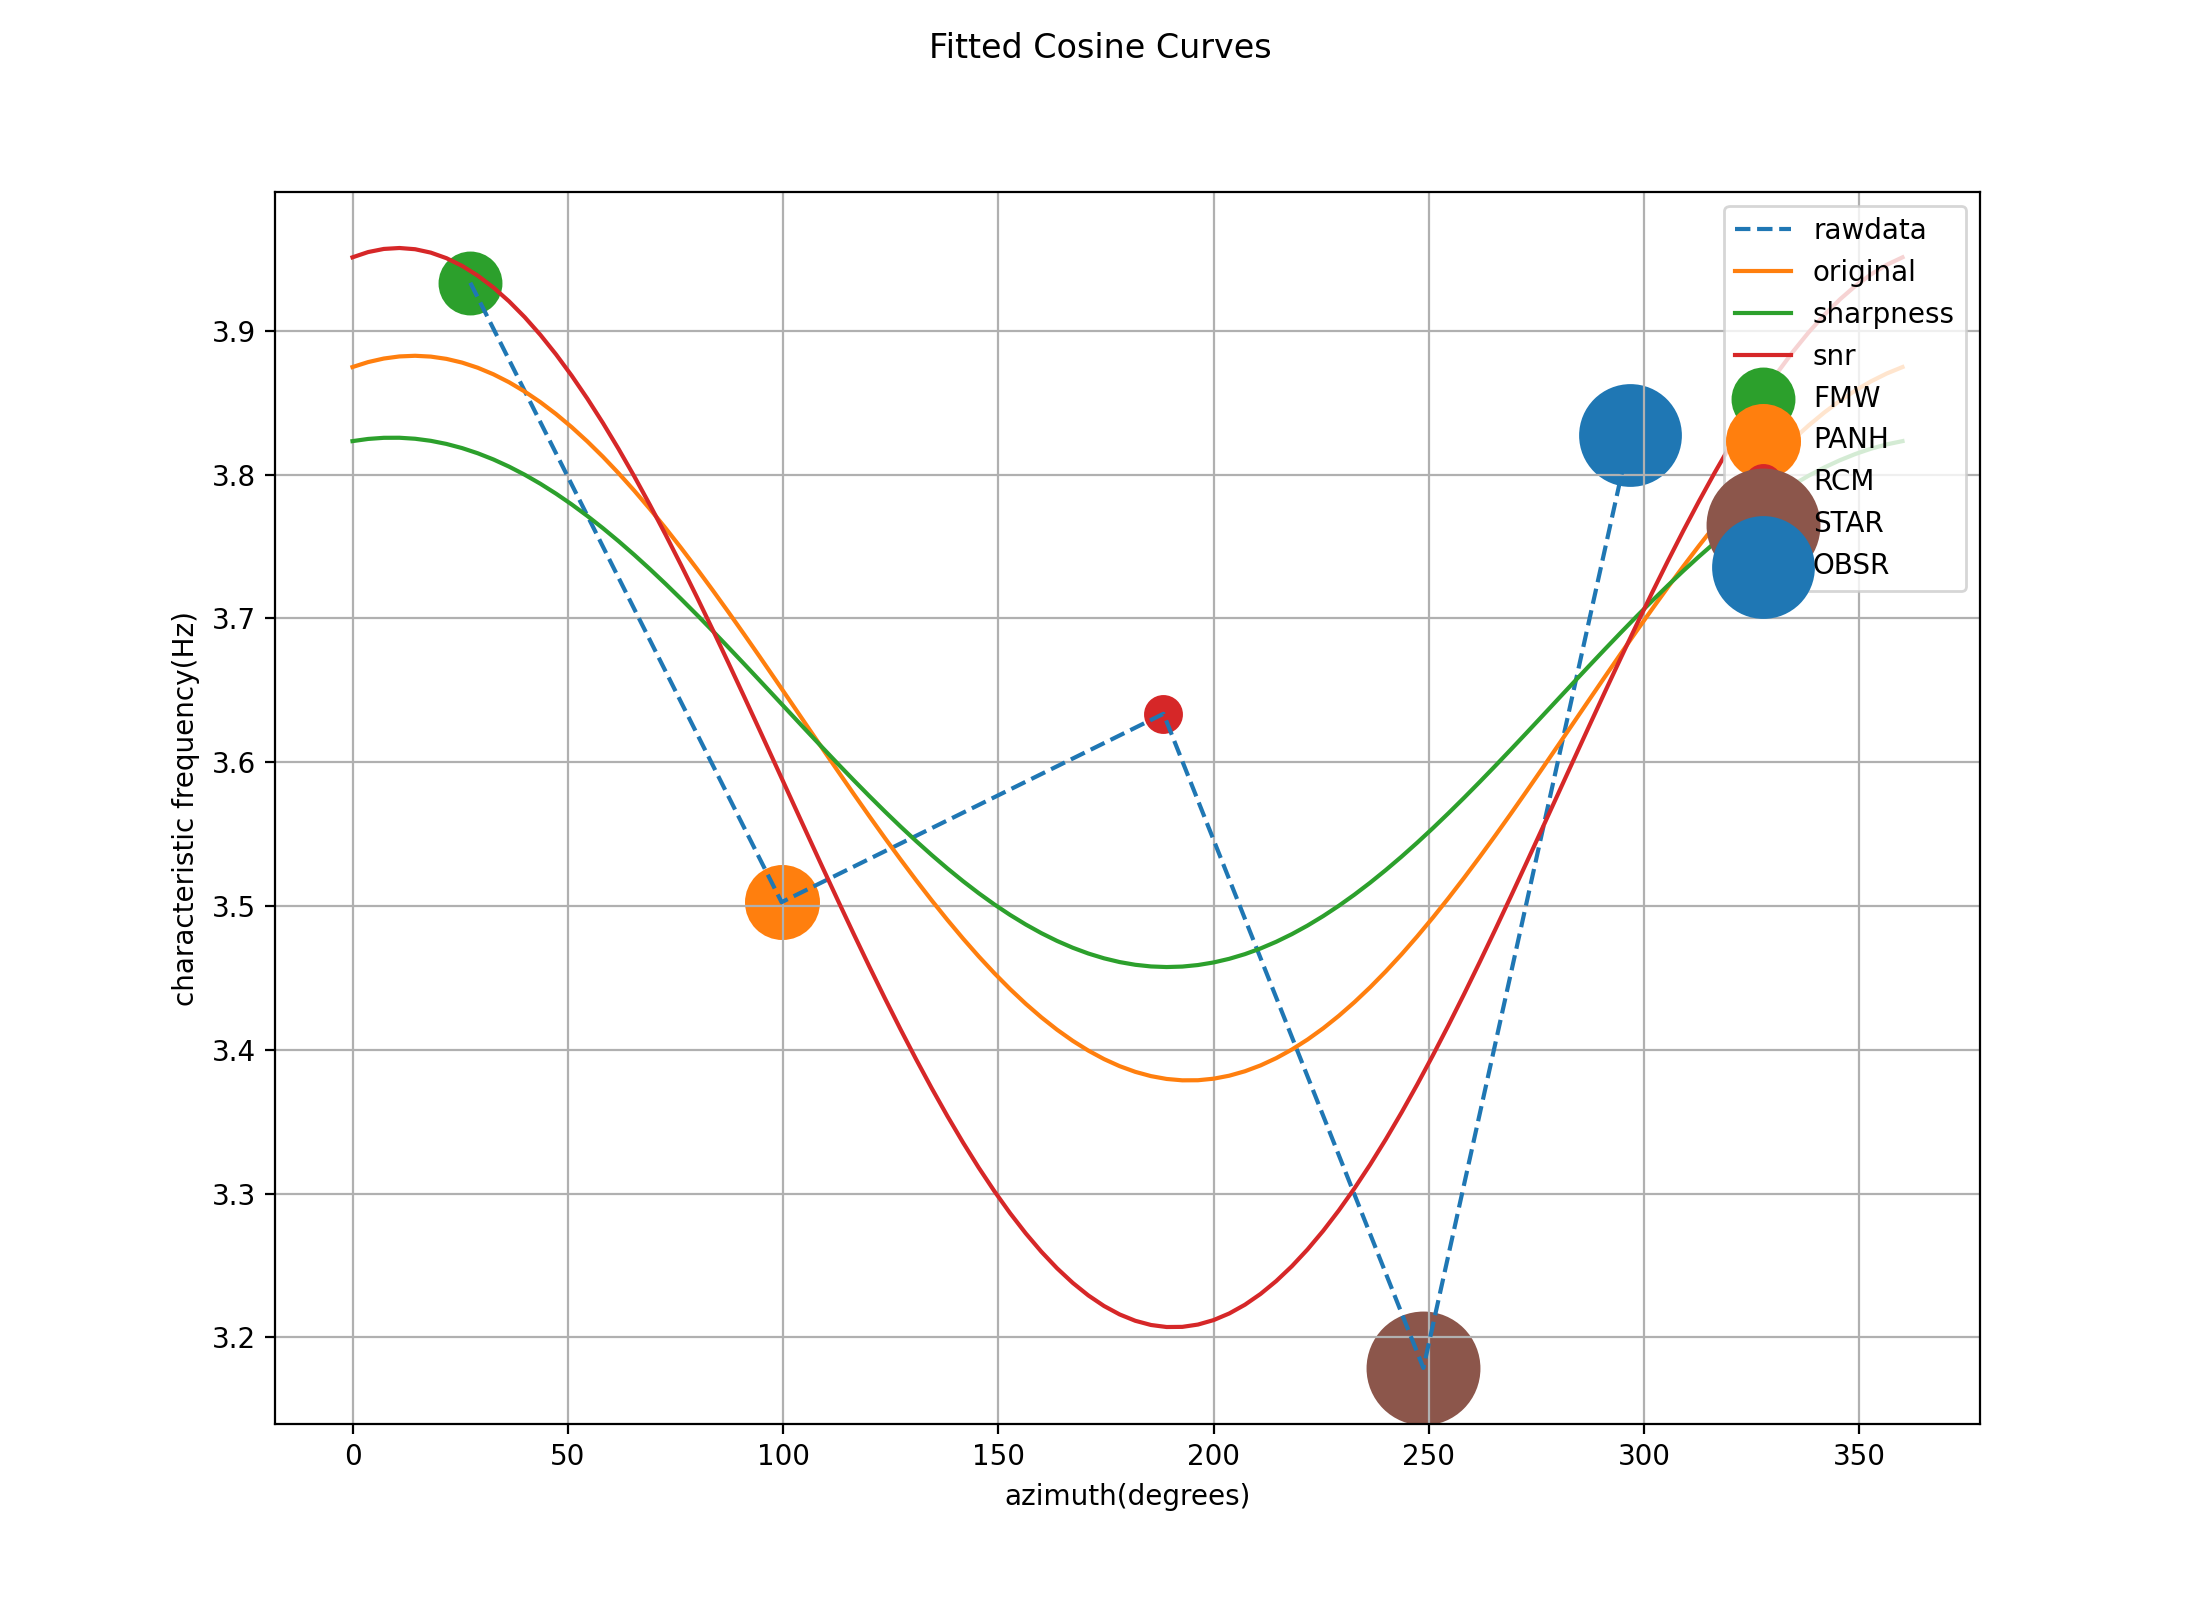 Fitted Cosine Curves
rawdata
original
sharpness
snr
FMW
PANH
RCM
STAR
OBSR
characteristic frequency(Hz)
3.9
3.8
3.7
3.6
3.5
3.4
3.3
3.2
0 50 100 150 200 250 300 350
azimuth(degrees)